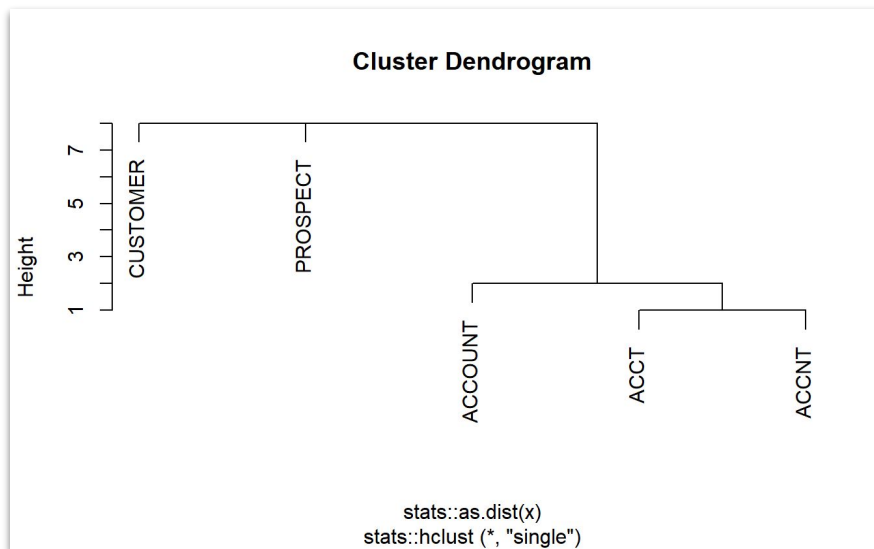 Cluster Dendrogram
Height
7
5
3
1
CUSTOMER
PROSPECT
ACCOUNT
ACCT
ACCNT
stats::as.dist(x)
stats::hclust (*, "single")